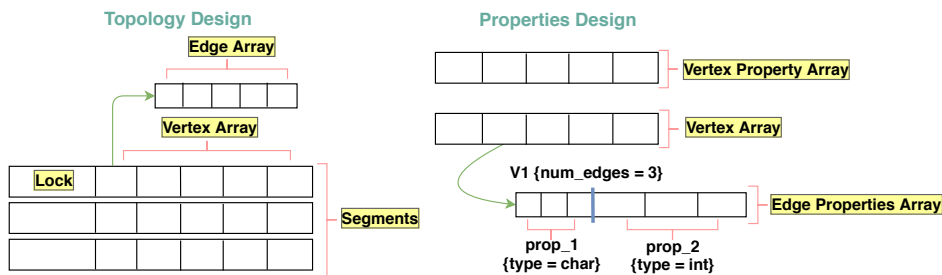 Topology Design
Edge Array
Vertex Array
Lock
Segments
Properties Design
Vertex Property Array
Vertex Array
V1 {num_edges = 3}
Edge Properties Array
prop_1
{type = char}
prop_2
{type = int}